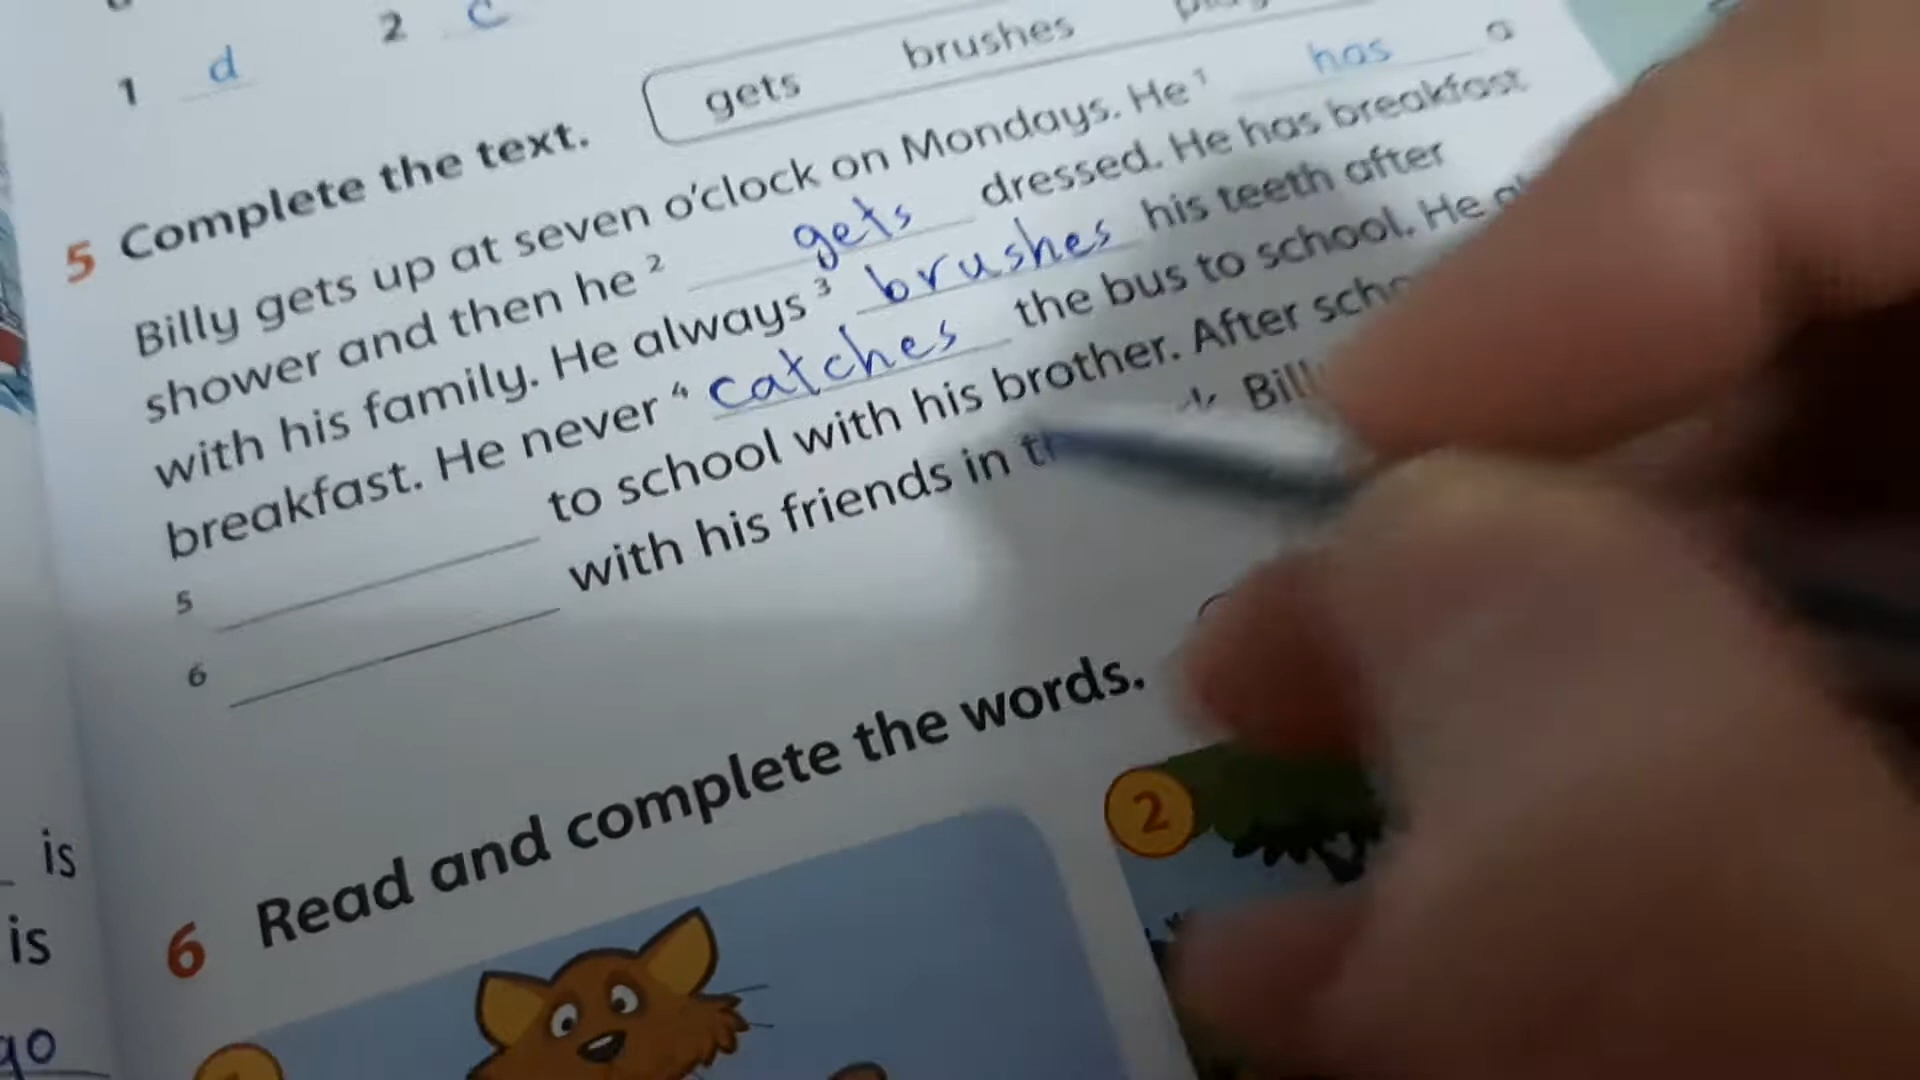 1 d 2 c
5 Complete the text.
gets brushes
Billy gets up at seven o'clock on Mondays. He 1 has a
shower and then he 2 gets dressed. He has breakfast
with his family. He always 3 brushes his teeth after
breakfast. He never 4 catches the bus to school. He
5 to school with his brother. After Billy
6 with his friends in
6 Read and complete the words.
2
is
is
go